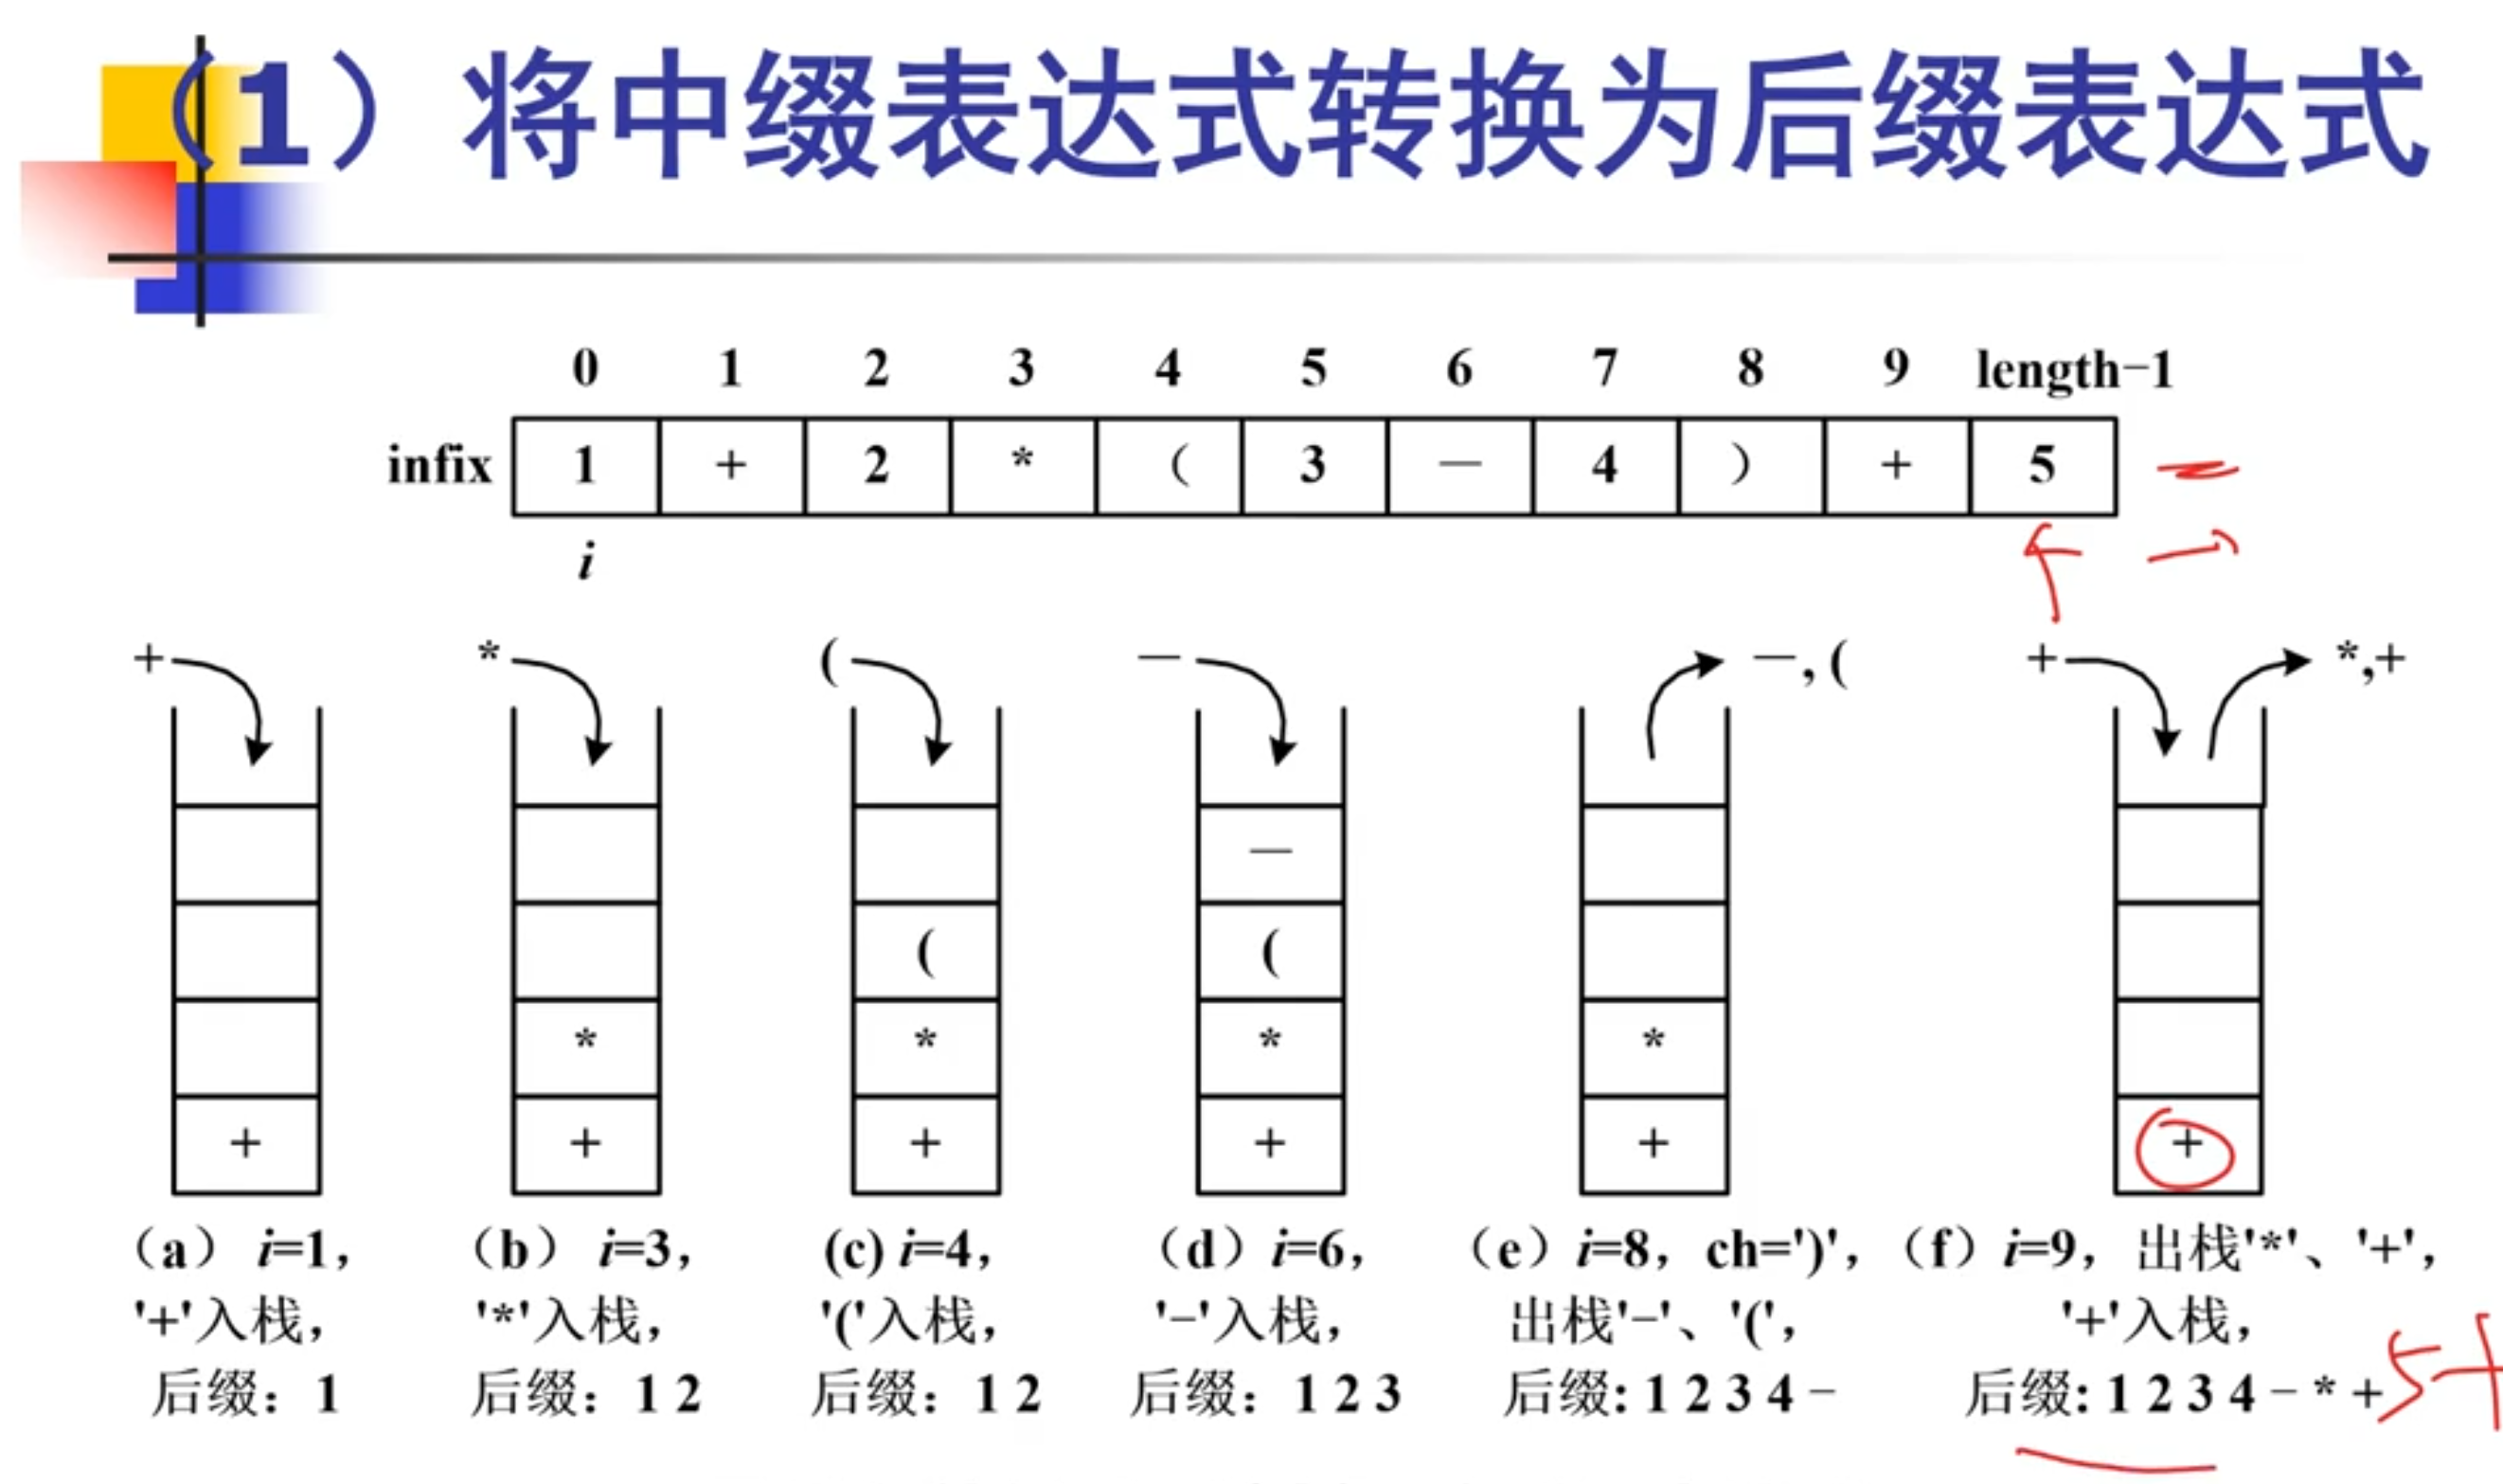 （1）将中缀表达式转换为后缀表达式
0 1 2 3 4 5 6 7 8 9 length−1
infix 1 + 2 * ( 3 — 4 ) + 5
i
+ * ( — —, ( + *,+
—
( (
* * * *
+ + + + + +
（a） i=1, （b） i=3, (c) i=4, （d）i=6, （e）i=8, ch=')', （f）i=9, 出栈'*'、'+',
'+'入栈, '*'入栈, '('入栈, '−'入栈, 出栈'−'、'(', '+'入栈,
后缀: 1 后缀: 1 2 后缀: 1 2 后缀: 1 2 3 后缀: 1 2 3 4 − 后缀: 1 2 3 4 − * + 5 +